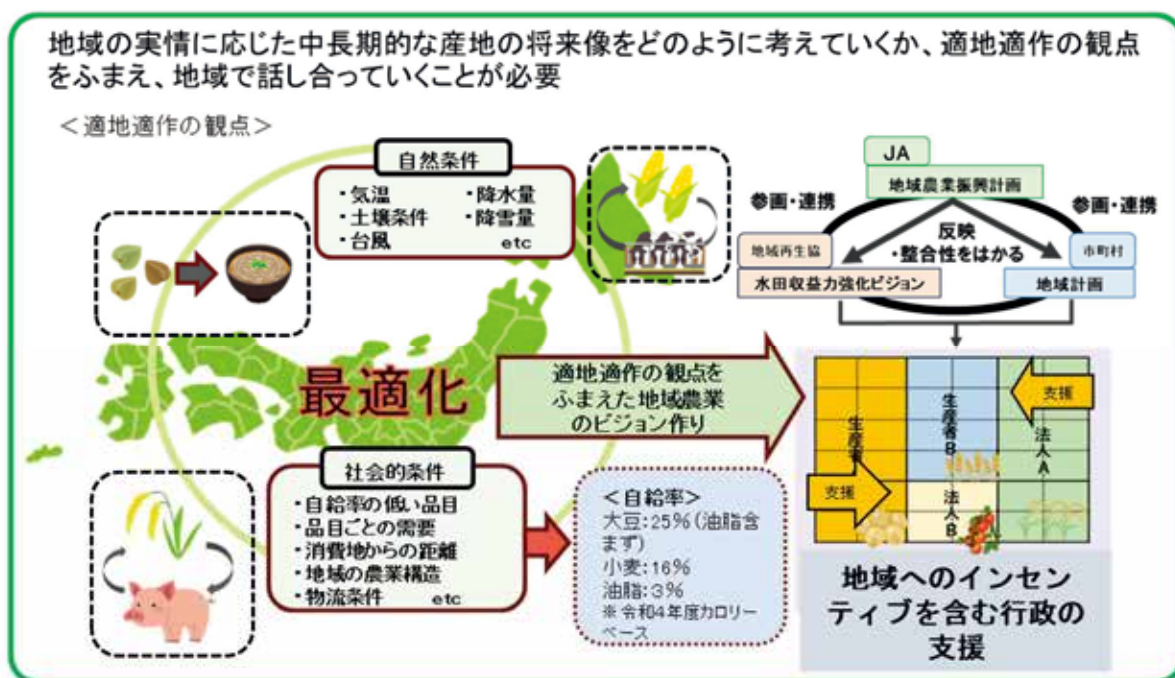 地域の実情に応じた中長期的な産地の将来像をどのように考えていくか、適地適作の観点
をふまえ、地域で話し合っていくことが必要
＜適地適作の観点＞
自然条件
・気温
・降水量
・土壌条件
・降雪量
・台風
etc
JA
地域農業振興計画
参画・連携
参画・連携
反映
・整合性をはかる
地域再生協
水田収益力強化ビジョン
市町村
地域計画
最適化
適地適作の観点を
ふまえた地域農業
のビジョン作り
社会的条件
・自給率の低い品目
・品目ごとの需要
・消費地からの距離
・地域の農業構造
・物流条件 etc
＜自給率＞
大豆：25％（油脂含
まず）
小麦：16％
油脂：3％
※令和4年度カロリー
ベース
生産者
生産者B
法人A
法人B
支援
支援
地域へのインセン
ティブを含む行政の
支援